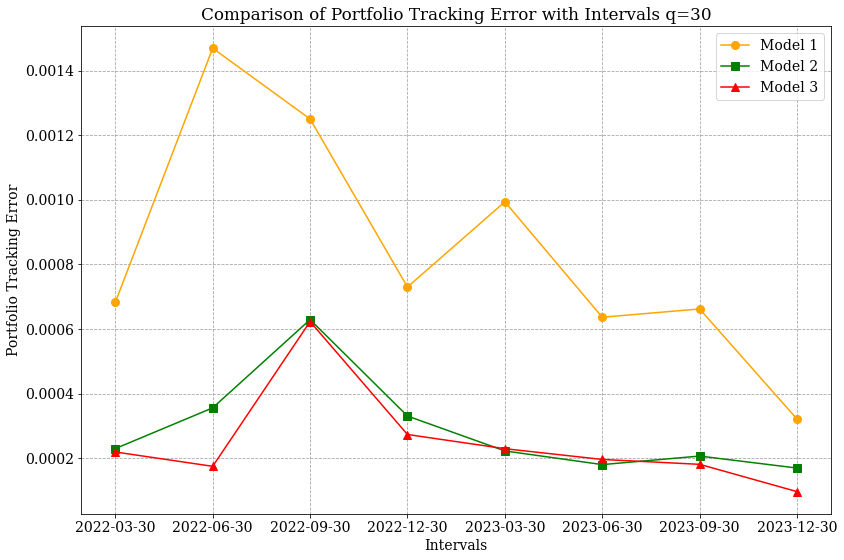 Comparison of Portfolio Tracking Error with Intervals q=30
Model 1
Model 2
Model 3
Portfolio Tracking Error
0.0014
0.0012
0.0010
0.0008
0.0006
0.0004
0.0002
2022-03-30 2022-06-30 2022-09-30 2022-12-30 2023-03-30 2023-06-30 2023-09-30 2023-12-30
Intervals